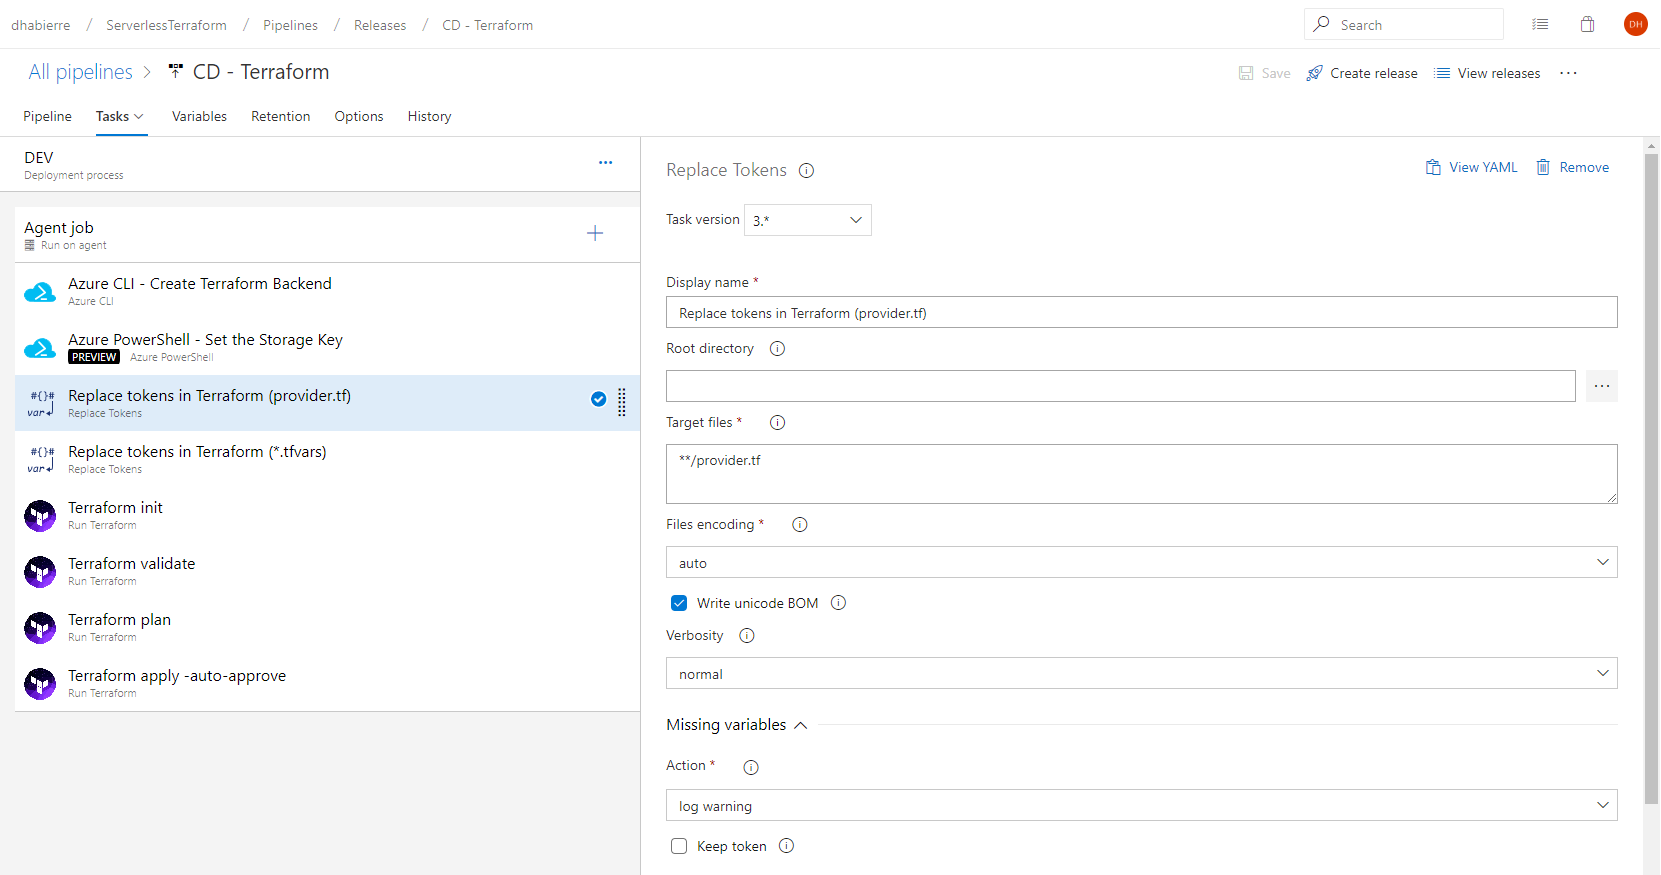 dhabierre / ServerlessTerraform / Pipelines / Releases / CD - Terraform
Search
DH
All pipelines > CD - Terraform
Save
Create release
View releases
Pipeline
Tasks
Variables
Retention
Options
History
DEV
Deployment process
Agent job
Run on agent
Azure CLI - Create Terraform Backend
Azure CLI
Azure PowerShell - Set the Storage Key
PREVIEW Azure PowerShell
#{}#
var
Replace tokens in Terraform (provider.tf)
Replace Tokens
#{}#
var
Replace tokens in Terraform (*.tfvars)
Replace Tokens
Terraform init
Run Terraform
Terraform validate
Run Terraform
Terraform plan
Run Terraform
Terraform apply -auto-approve
Run Terraform
Replace Tokens
View YAML
Remove
Task version 3.*
Display name *
Replace tokens in Terraform (provider.tf)
Root directory
Target files *
**/provider.tf
Files encoding *
auto
Write unicode BOM
Verbosity
normal
Missing variables
Action *
log warning
Keep token